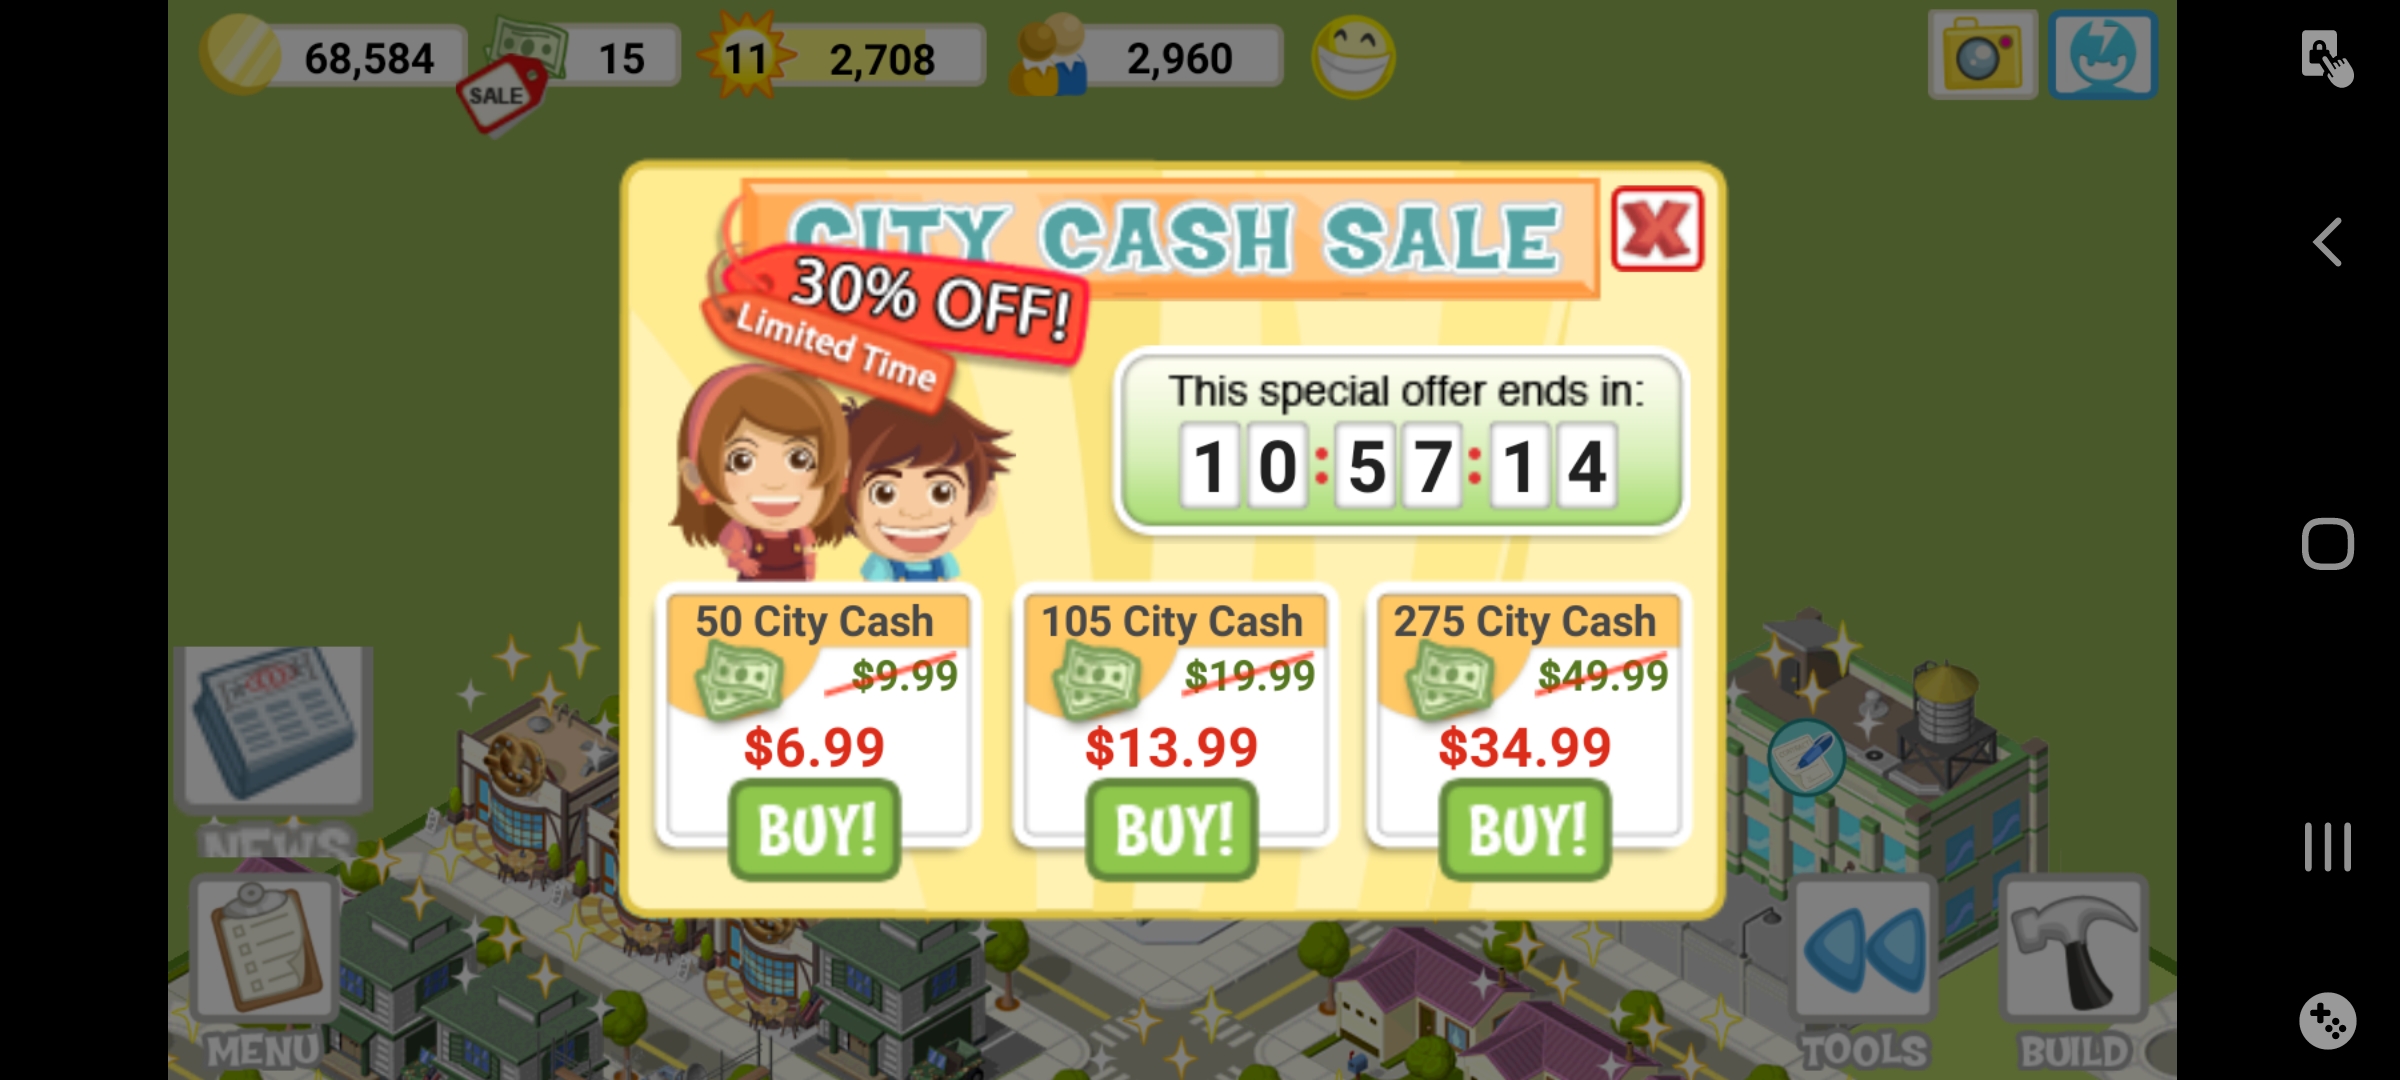 68,584
15
11
2,708
2,960
SALE
CITY CASH SALE
30% OFF!
Limited Time
This special offer ends in:
10:57:14
50 City Cash
$9.99
$6.99
BUY!
105 City Cash
$19.99
$13.99
BUY!
275 City Cash
$49.99
$34.99
BUY!
NEWS
MENU
TOOLS
BUILD